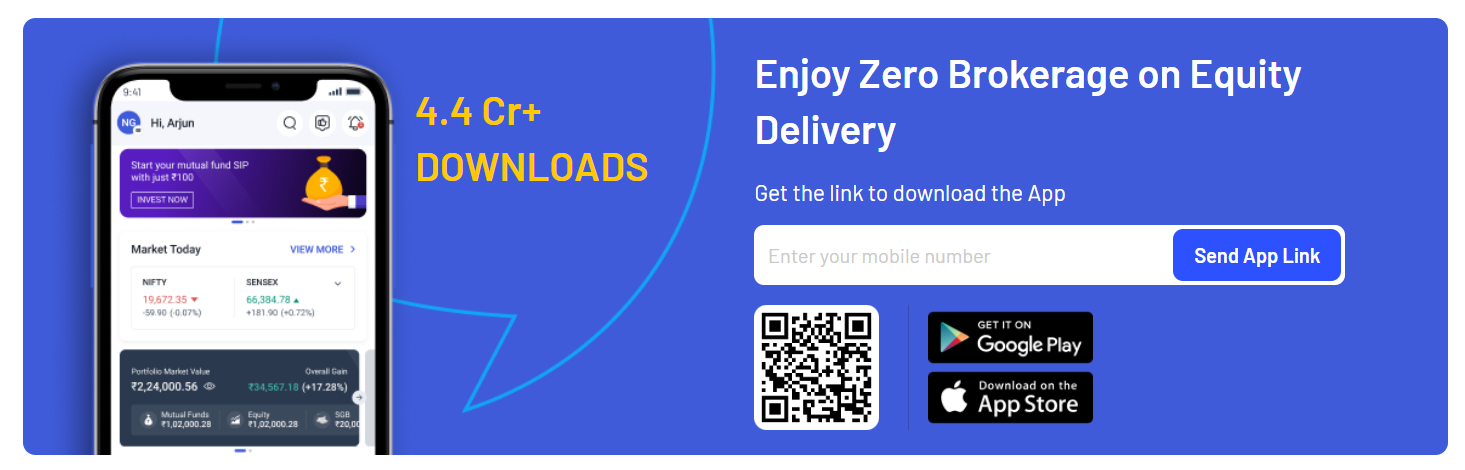 9:41
NG
Hi, Arjun
Start your mutual fund SIP
with just ₹100
INVEST NOW
Market Today
VIEW MORE
NIFTY
19,672.35
-59.90 (-0.07%)
SENSEX
66,384.78
+181.90 (+0.72%)
Portfolio Market Value
₹2,24,000.56
Overall Gain
₹34,567.18 (+17.28%)
Mutual Funds
₹1,02,000.28
Equity
₹1,02,000.28
SGB
₹20,00
4.4 Cr+
DOWNLOADS
Enjoy Zero Brokerage on Equity
Delivery
Get the link to download the App
Enter your mobile number
Send App Link
GET IT ON
Google Play
Download on the
App Store